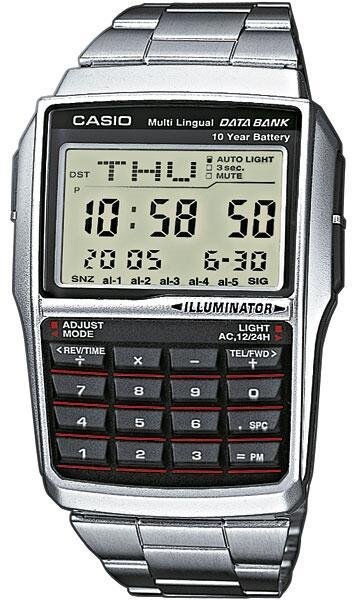 CASIO Multi Lingual DATA BANK
10 Year Battery
DST THU AUTO LIGHT
3 sec.
MUTE
P
10:58 50
20 05 6-30
SNZ al-1 al-2 al-3 al-4 al-5 SIG
ILLUMINATOR
ADJUST LIGHT
MODE AC,12/24H
<REV/TIME TEL/FWD>
÷ × − +
7 8 9 0
4 5 6 . SPC
1 2 3 = PM